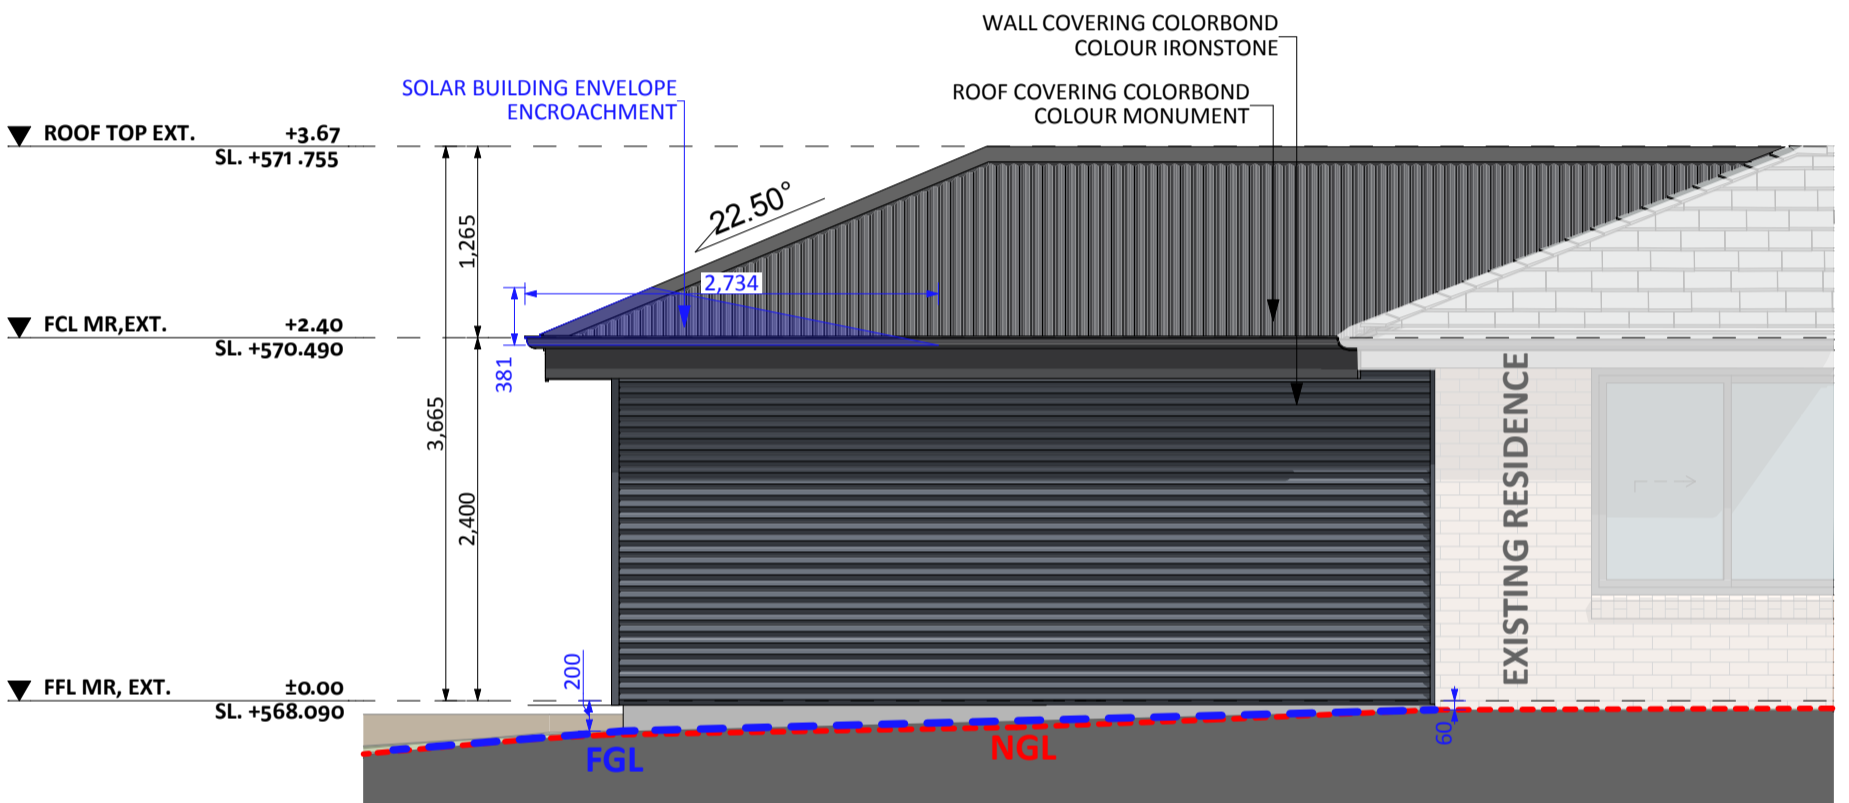 WALL COVERING COLORBOND
COLOUR IRONSTONE
SOLAR BUILDING ENVELOPE
ENCROACHMENT
ROOF COVERING COLORBOND
COLOUR MONUMENT
ROOF TOP EXT. +3.67
SL. +571.755
22.50°
1,265
2,734
FCL MR,EXT. +2.40
SL. +570.490
381
3,665
2,400
EXISTING RESIDENCE
200
FFL MR, EXT. ±0.00
SL. +568.090
60
FGL
NGL